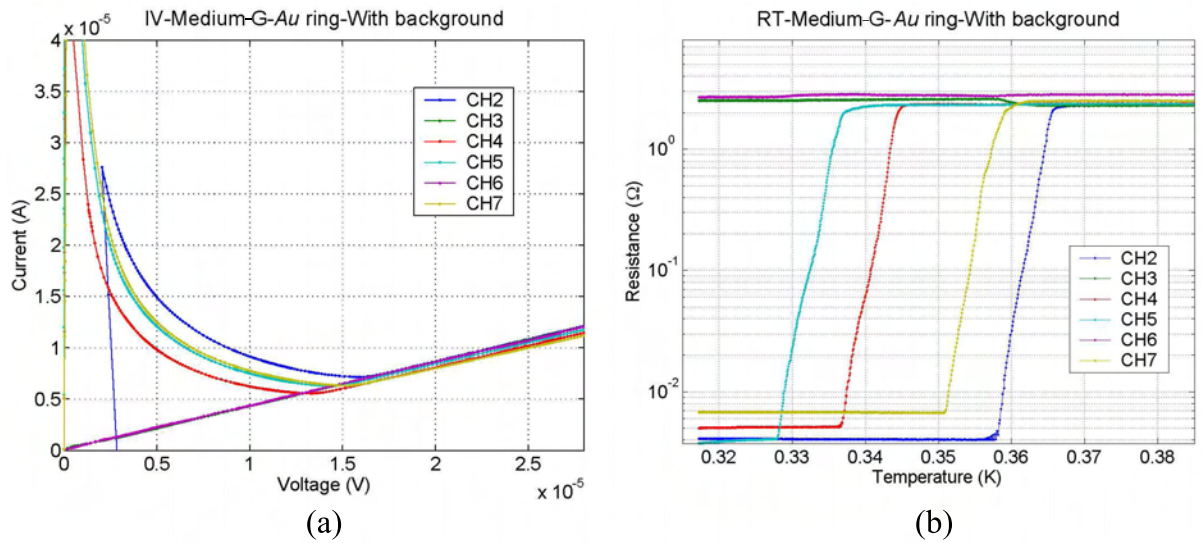 IV-Medium-G-Au ring-With background
4
3.5
3
2.5
2
1.5
1
0.5
0
Current (A)
x 10⁻⁵
CH2
CH3
CH4
CH5
CH6
CH7
0
0.5
1
1.5
2
2.5
Voltage (V)
x 10⁻⁵
(a)
RT-Medium-G-Au ring-With background
10⁰
10⁻¹
10⁻²
Resistance (Ω)
CH2
CH3
CH4
CH5
CH6
CH7
0.32
0.33
0.34
0.35
0.36
0.37
0.38
Temperature (K)
(b)